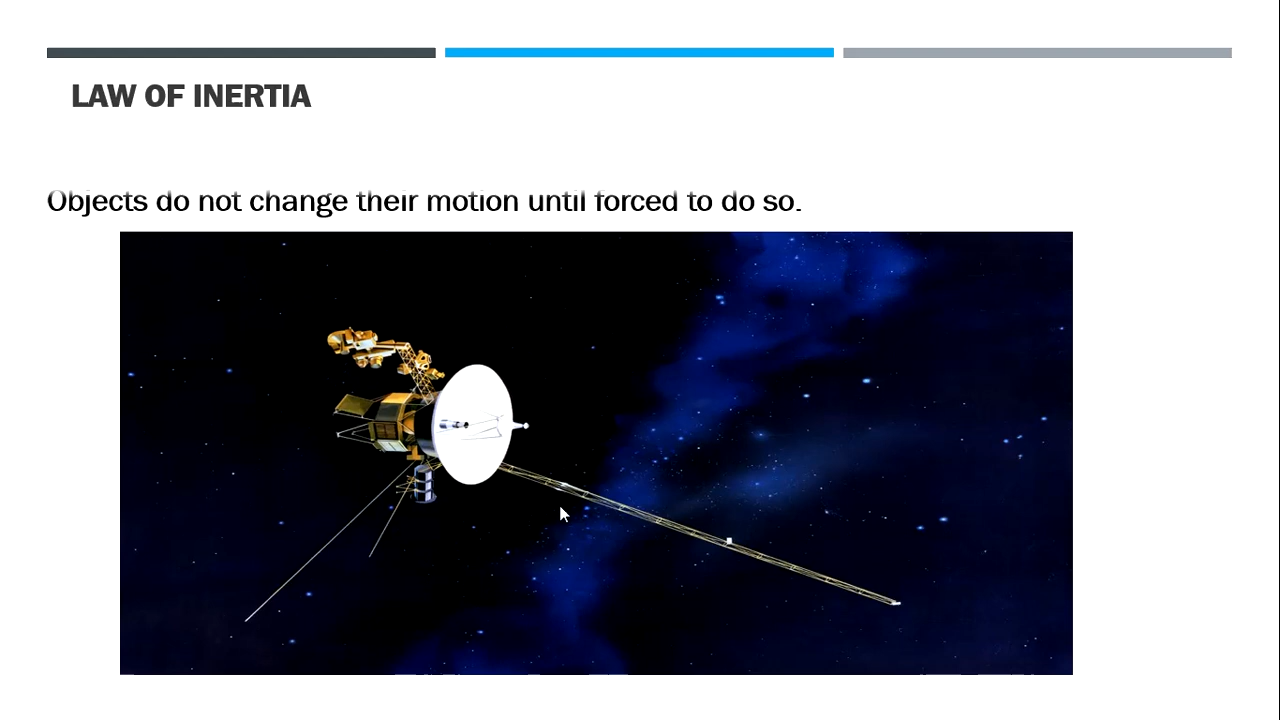 LAW OF INERTIA
Objects do not change their motion until forced to do so.